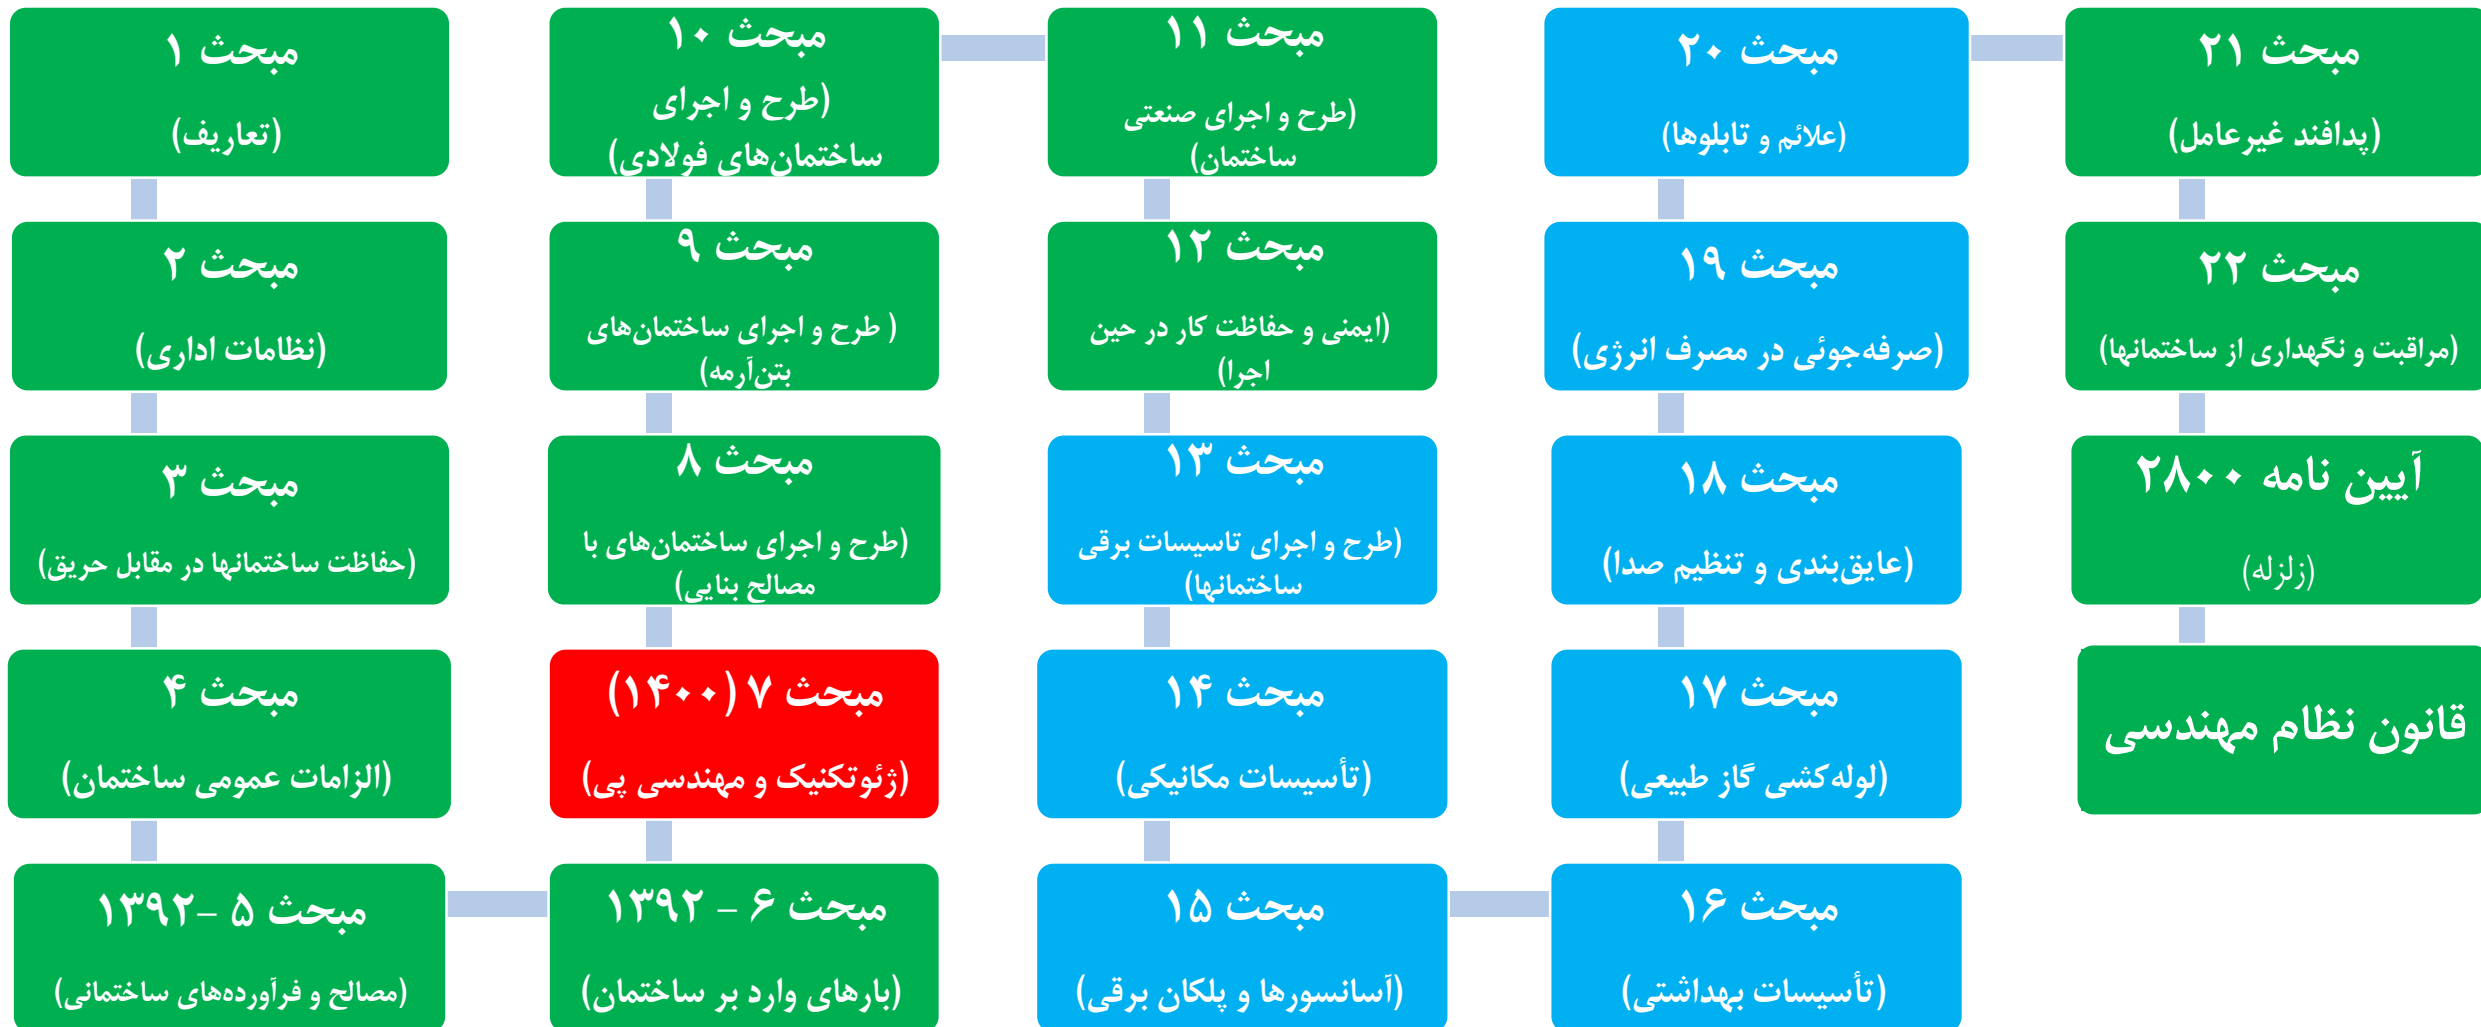 مبحث ۱
(تعاریف)
مبحث ۲
(نظامات اداری)
مبحث ۳
(حفاظت ساختمانها در مقابل حریق)
مبحث ۴
(الزامات عمومی ساختمان)
مبحث ۵ -۱۳۹۲
(مصالح و فرآورده‌های ساختمانی)
مبحث ۶ - ۱۳۹۲
(بارهای وارد بر ساختمان)
مبحث ۷ (۱۴۰۰)
(ژئوتکنیک و مهندسی پی)
مبحث ۸
(طرح و اجرای ساختمان‌های با
مصالح بنایی)
مبحث ۹
( طرح و اجرای ساختمان‌های
بتن‌آرمه)
مبحث ۱۰
(طرح و اجرای
ساختمان‌های فولادی)
مبحث ۱۱
(طرح و اجرای صنعتی
ساختمان)
مبحث ۱۲
(ایمنی و حفاظت کار در حین
اجرا)
مبحث ۱۳
(طرح و اجرای تاسیسات برقی
ساختمانها)
مبحث ۱۴
(تأسیسات مکانیکی)
مبحث ۱۵
(آسانسورها و پلکان برقی)
مبحث ۱۶
(تأسیسات بهداشتی)
مبحث ۱۷
(لوله‌کشی گاز طبیعی)
مبحث ۱۸
(عایق‌بندی و تنظیم صدا)
مبحث ۱۹
(صرفه‌جوئی در مصرف انرژی)
مبحث ۲۰
(علائم و تابلوها)
مبحث ۲۱
(پدافند غیرعامل)
مبحث ۲۲
(مراقبت و نگهداری از ساختمانها)
آیین نامه ۲۸۰۰
(زلزله)
قانون نظام مهندسی